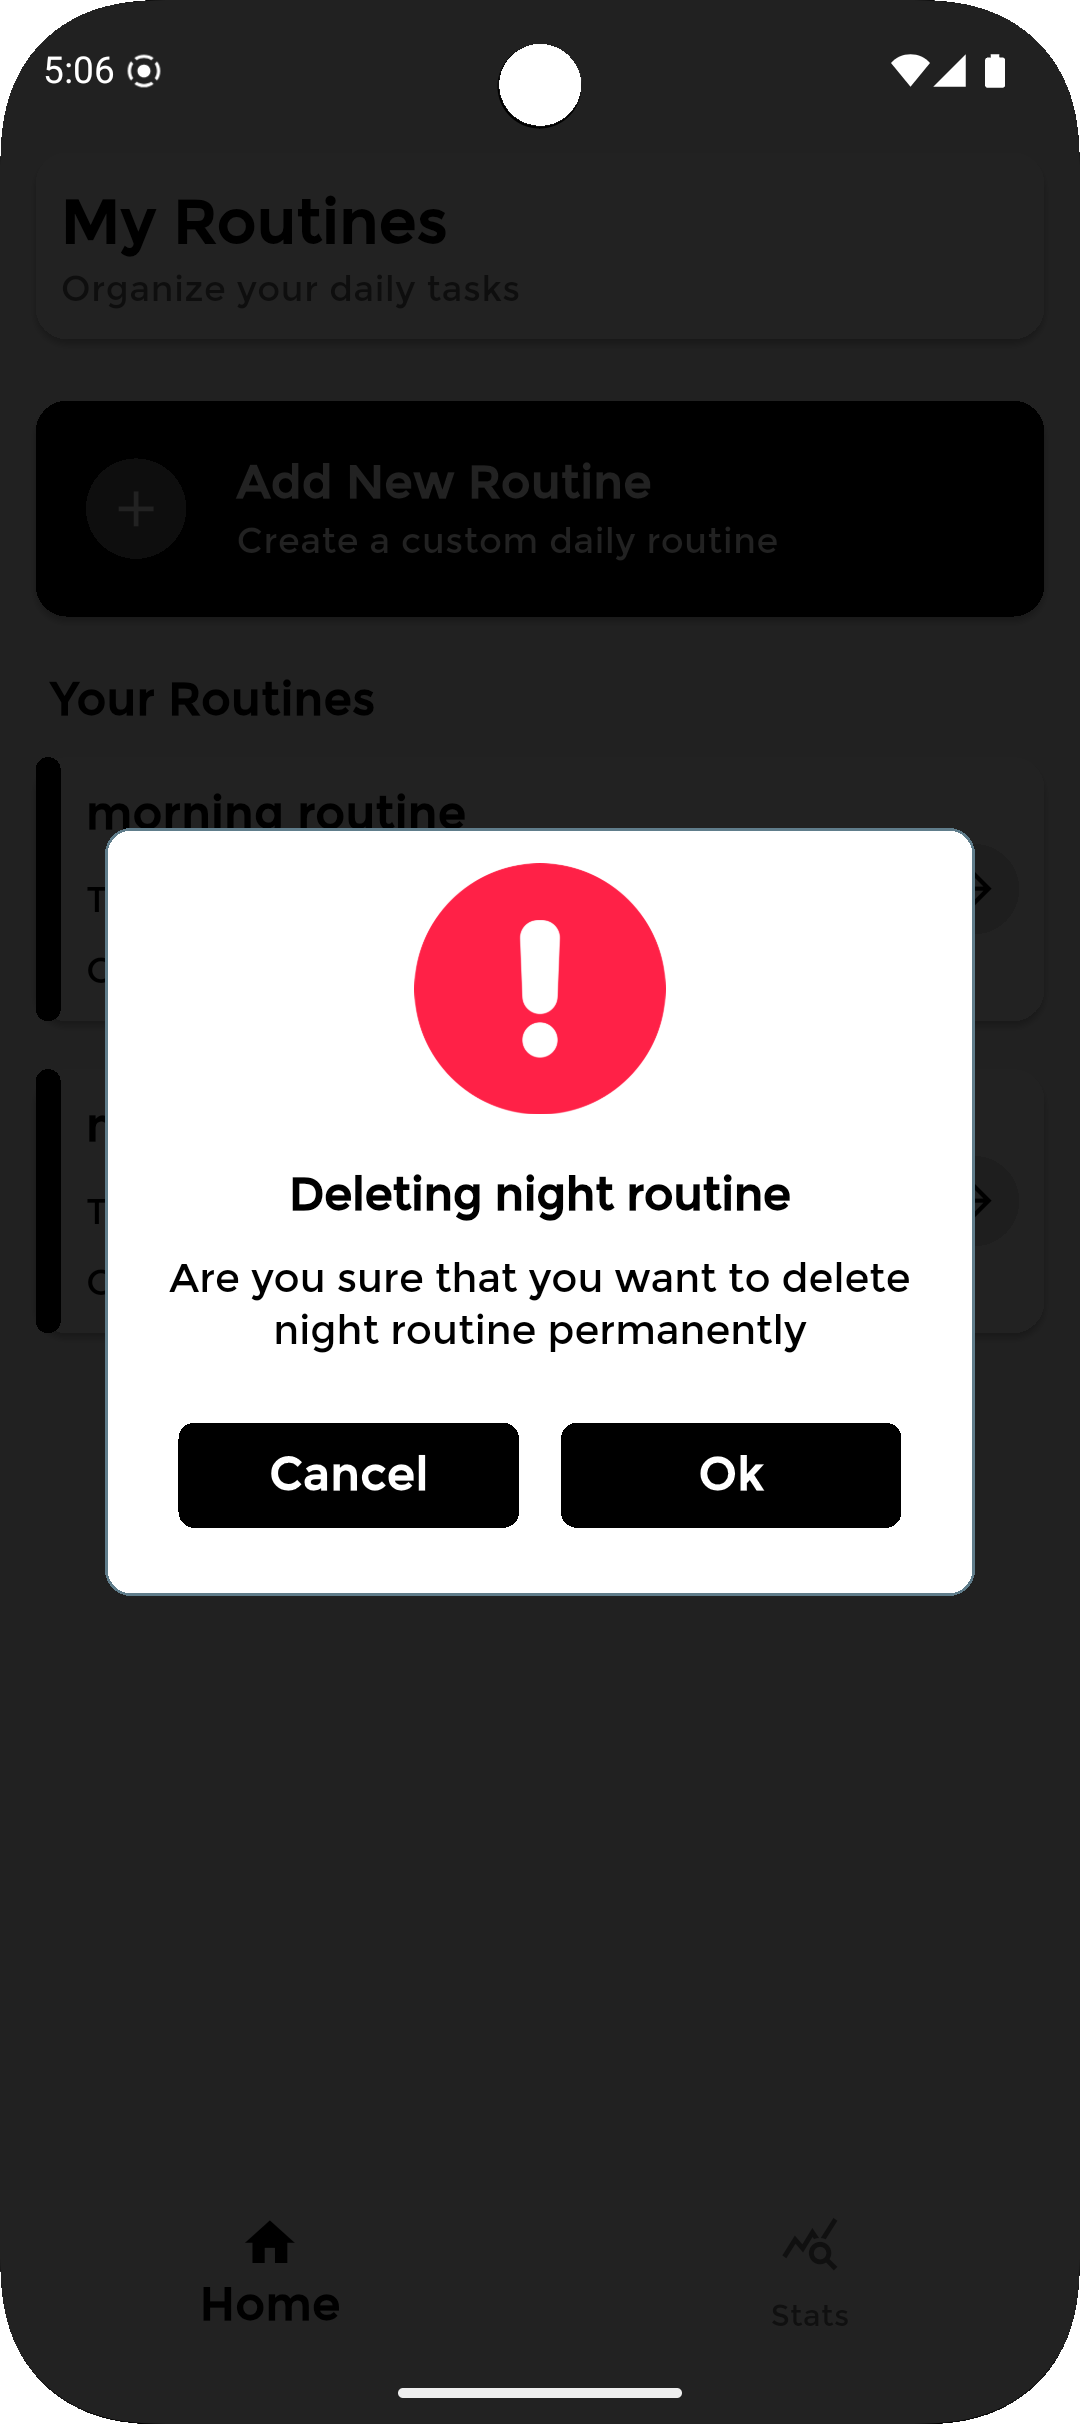 5:06
My Routines
Organize your daily tasks
Add New Routine
Create a custom daily routine
Your Routines
morning routine
Deleting night routine
Are you sure that you want to delete
night routine permanently
Cancel
Ok
Home
Stats